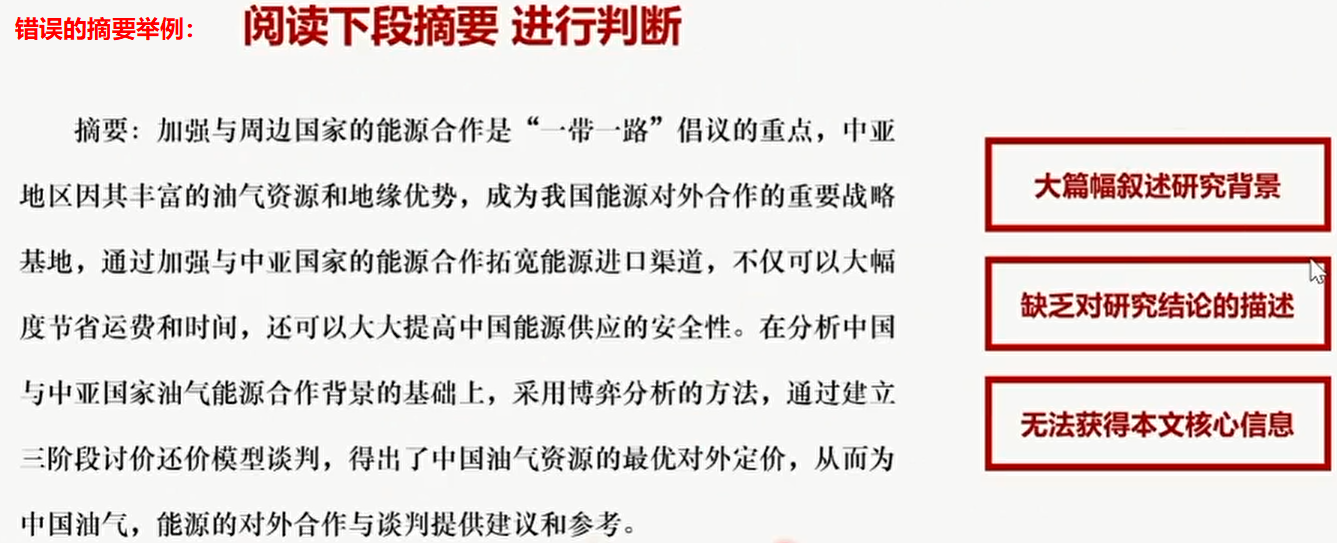 错误的摘要举例：
阅读下段摘要 进行判断
摘要：加强与周边国家的能源合作是“一带一路”倡议的重点，中亚
地区因其丰富的油气资源和地缘优势，成为我国能源对外合作的重要战略
基地，通过加强与中亚国家的能源合作拓宽能源进口渠道，不仅可以大幅
度节省运费和时间，还可以大大提高中国能源供应的安全性。在分析中国
与中亚国家油气能源合作背景的基础上，采用博弈分析的方法，通过建立
三阶段讨价还价模型谈判，得出了中国油气资源的最优对外定价，从而为
中国油气，能源的对外合作与谈判提供建议和参考。
大篇幅叙述研究背景
缺乏对研究结论的描述
无法获得本文核心信息